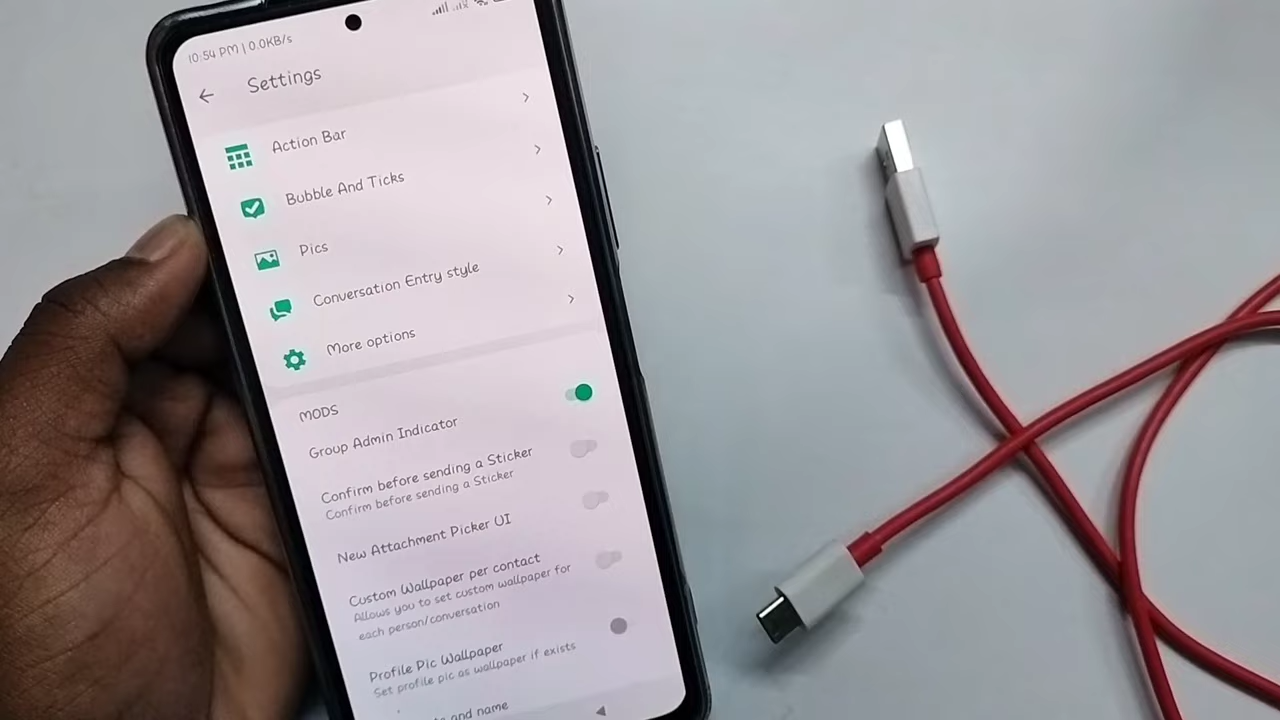 10:54 PM | 0.0KB/s
Settings
Action Bar
Bubble And Ticks
Pics
Conversation Entry style
More options
MODS
Group Admin Indicator
Confirm before sending a Sticker
Confirm before sending a Sticker
New Attachment Picker UI
Custom Wallpaper per contact
Allows you to set custom wallpaper for
each person/conversation
Profile Pic Wallpaper
Set profile pic as wallpaper if exists
and name